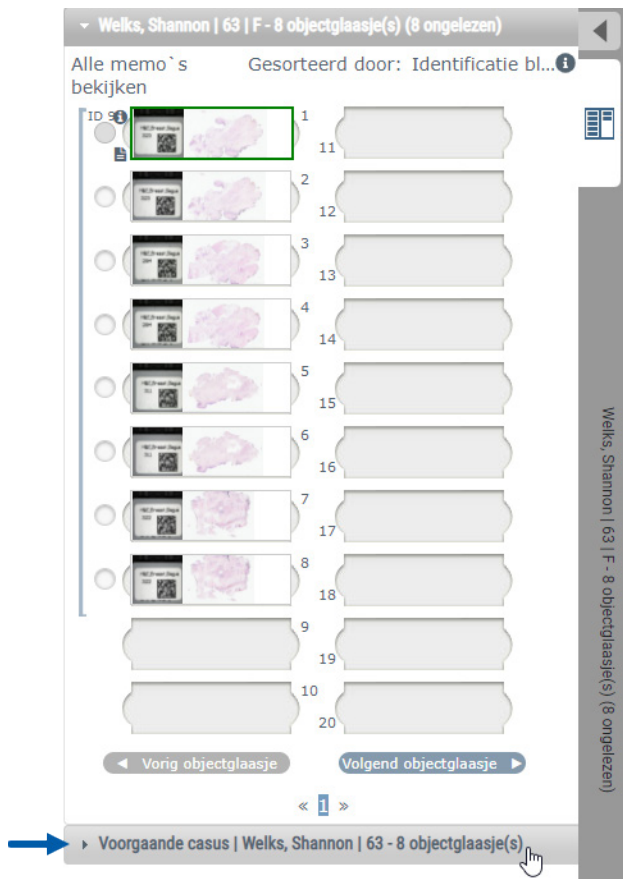 Welks, Shannon | 63 | F - 8 objectglaasje(s) (8 ongelezen)
Alle memo`s bekijken
Gesorteerd door: Identificatie bl...
ID 9
1
11
2
12
3
13
4
14
5
15
6
16
7
17
8
18
9
19
10
20
Vorig objectglaasje
Volgend objectglaasje
« 1 »
Voorgaande casus | Welks, Shannon | 63 - 8 objectglaasje(s)
Welks, Shannon | 63 | F - 8 objectglaasje(s) (8 ongelezen)